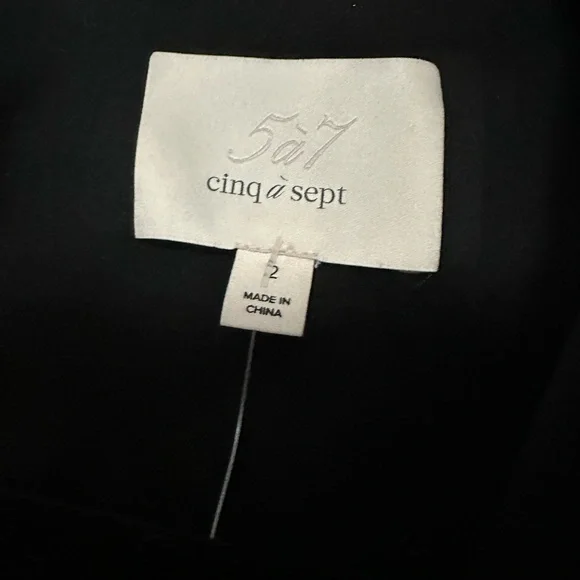 5à7
cinq à sept
2
MADE IN
CHINA